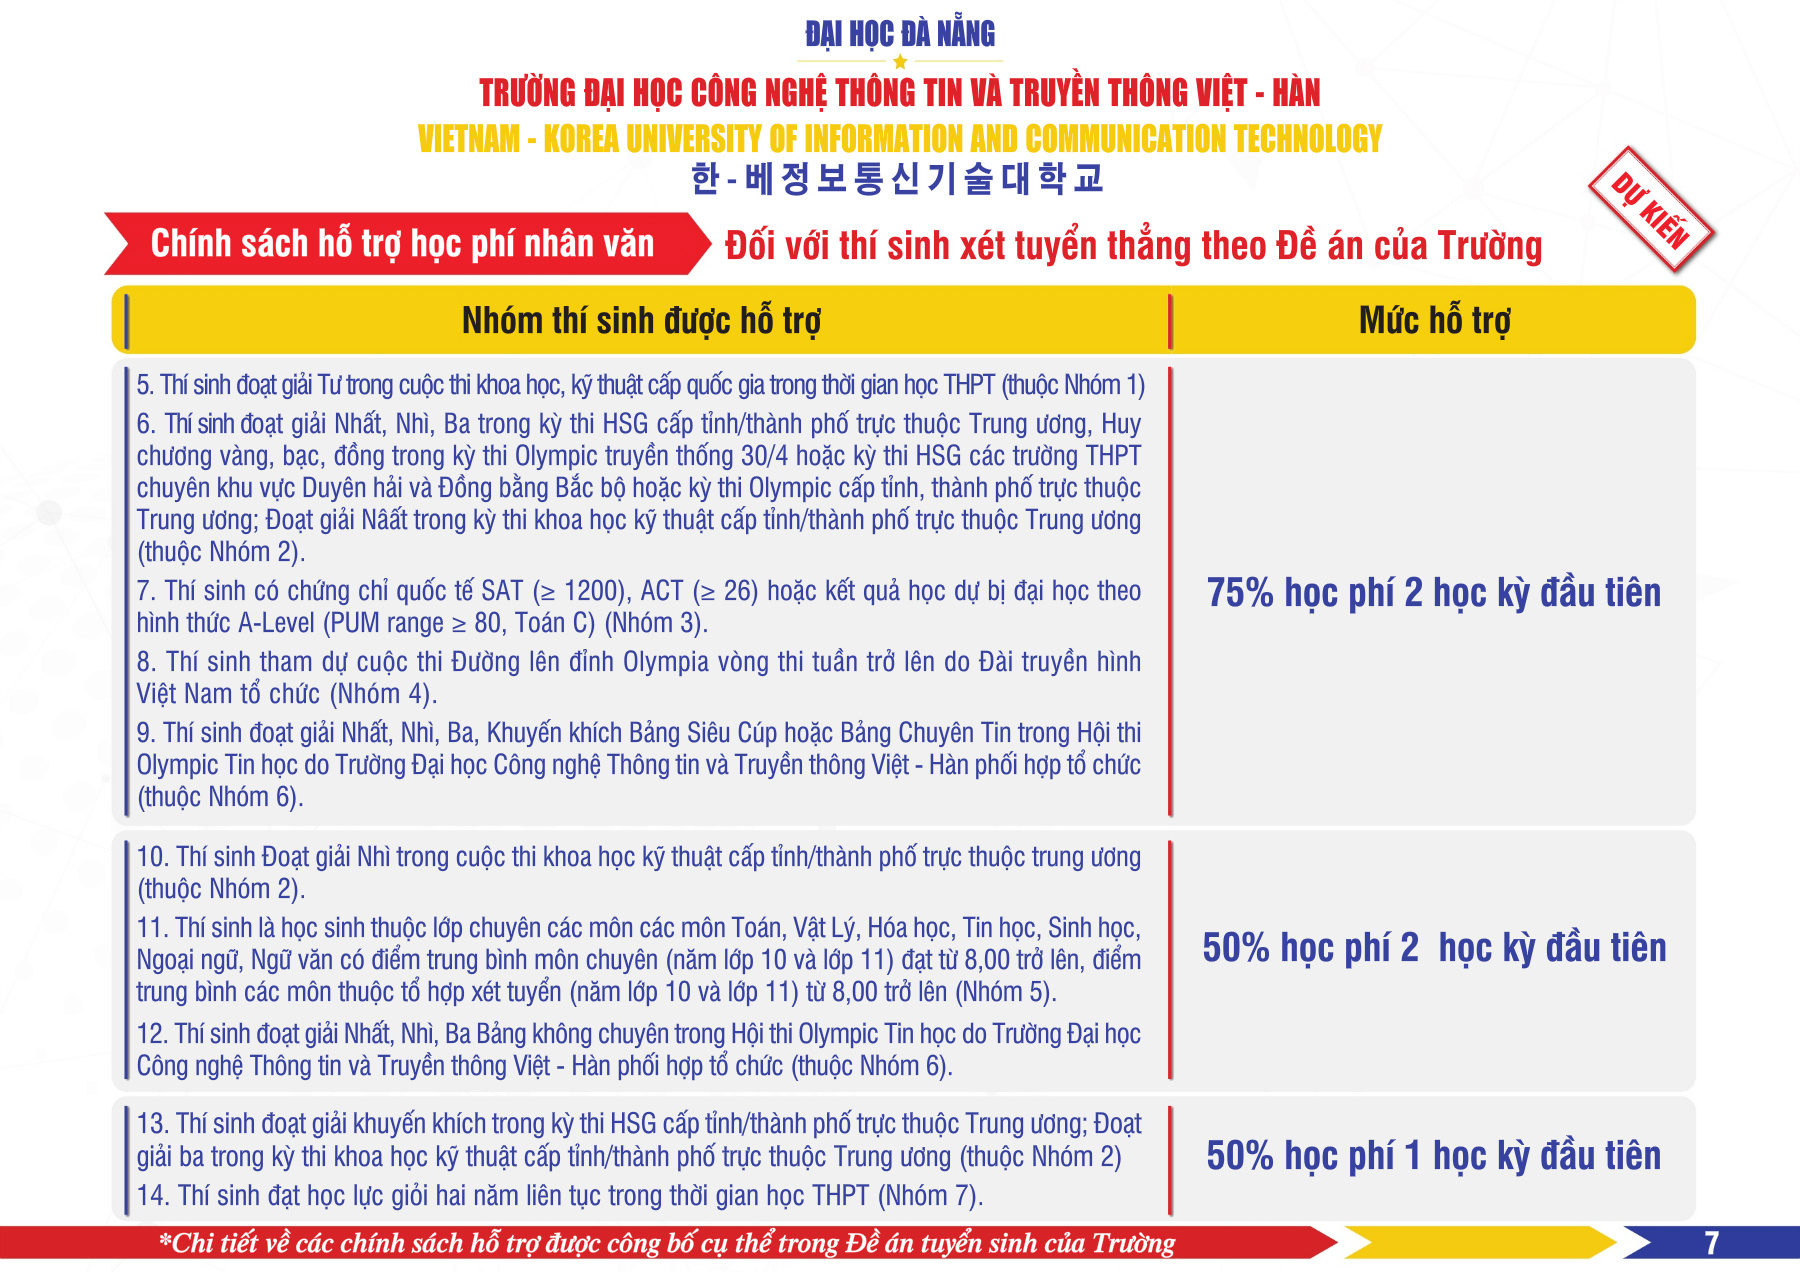 ĐẠI HỌC ĐÀ NẴNG
TRƯỜNG ĐẠI HỌC CÔNG NGHỆ THÔNG TIN VÀ TRUYỀN THÔNG VIỆT - HÀN
VIETNAM - KOREA UNIVERSITY OF INFORMATION AND COMMUNICATION TECHNOLOGY
한-베정보통신기술대학교
DỰ KIẾN
Chính sách hỗ trợ học phí nhân văn
Đối với thí sinh xét tuyển thẳng theo Đề án của Trường
Nhóm thí sinh được hỗ trợ
Mức hỗ trợ
5. Thí sinh đoạt giải Tư trong cuộc thi khoa học, kỹ thuật cấp quốc gia trong thời gian học THPT (thuộc Nhóm 1)
6. Thí sinh đoạt giải Nhất, Nhì, Ba trong kỳ thi HSG cấp tỉnh/thành phố trực thuộc Trung ương, Huy
chương vàng, bạc, đồng trong kỳ thi Olympic truyền thống 30/4 hoặc kỳ thi HSG các trường THPT
chuyên khu vực Duyên hải và Đồng bằng Bắc bộ hoặc kỳ thi Olympic cấp tỉnh, thành phố trực thuộc
Trung ương; Đoạt giải Nâất trong kỳ thi khoa học kỹ thuật cấp tỉnh/thành phố trực thuộc Trung ương
(thuộc Nhóm 2).
7. Thí sinh có chứng chỉ quốc tế SAT (≥ 1200), ACT (≥ 26) hoặc kết quả học dự bị đại học theo
hình thức A-Level (PUM range ≥ 80, Toán C) (Nhóm 3).
8. Thí sinh tham dự cuộc thi Đường lên đỉnh Olympia vòng thi tuần trở lên do Đài truyền hình
Việt Nam tổ chức (Nhóm 4).
9. Thí sinh đoạt giải Nhất, Nhì, Ba, Khuyến khích Bảng Siêu Cúp hoặc Bảng Chuyên Tin trong Hội thi
Olympic Tin học do Trường Đại học Công nghệ Thông tin và Truyền thông Việt - Hàn phối hợp tổ chức
(thuộc Nhóm 6).
75% học phí 2 học kỳ đầu tiên
10. Thí sinh Đoạt giải Nhì trong cuộc thi khoa học kỹ thuật cấp tỉnh/thành phố trực thuộc trung ương
(thuộc Nhóm 2).
11. Thí sinh là học sinh thuộc lớp chuyên các môn các môn Toán, Vật Lý, Hóa học, Tin học, Sinh học,
Ngoại ngữ, Ngữ văn có điểm trung bình môn chuyên (năm lớp 10 và lớp 11) đạt từ 8,00 trở lên, điểm
trung bình các môn thuộc tổ hợp xét tuyển (năm lớp 10 và lớp 11) từ 8,00 trở lên (Nhóm 5).
12. Thí sinh đoạt giải Nhất, Nhì, Ba Bảng không chuyên trong Hội thi Olympic Tin học do Trường Đại học
Công nghệ Thông tin và Truyền thông Việt - Hàn phối hợp tổ chức (thuộc Nhóm 6).
50% học phí 2 học kỳ đầu tiên
13. Thí sinh đoạt giải khuyến khích trong kỳ thi HSG cấp tỉnh/thành phố trực thuộc Trung ương; Đoạt
giải ba trong kỳ thi khoa học kỹ thuật cấp tỉnh/thành phố trực thuộc Trung ương (thuộc Nhóm 2)
14. Thí sinh đạt học lực giỏi hai năm liên tục trong thời gian học THPT (Nhóm 7).
50% học phí 1 học kỳ đầu tiên
*Chi tiết về các chính sách hỗ trợ được công bố cụ thể trong Đề án tuyển sinh của Trường
7